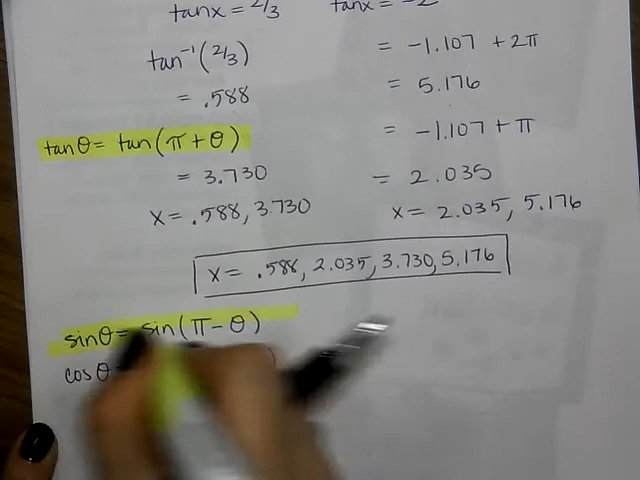 tanx = 2/3 tanx = -2
tan⁻¹(2/3) = -1.107 + 2π
= .588 = 5.176
tanθ = tan(π + θ) = -1.107 + π
= 3.730 = 2.035
x = .588, 3.730 x = 2.035, 5.176
x = .588, 2.035, 3.730, 5.176
sinθ = sin(π - θ)
cosθ